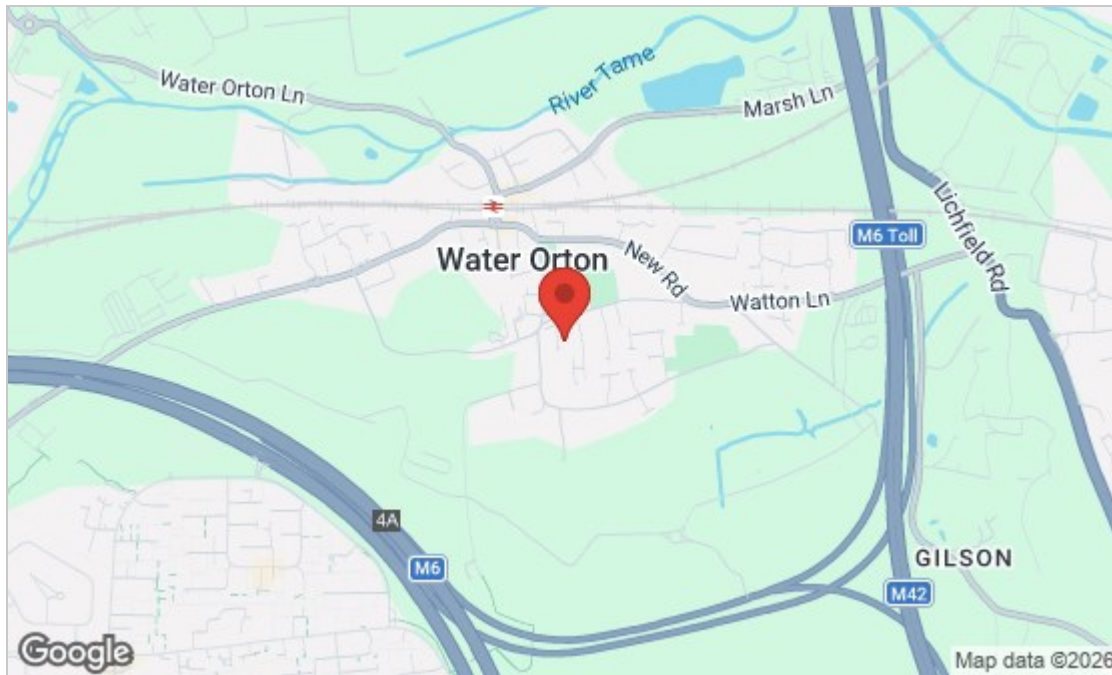 Water Orton Ln
River Tame
Marsh Ln
Lichfield Rd
M6 Toll
Water Orton
New Rd
Watton Ln
4A
M6
GILSON
M42
Google
Map data ©2026